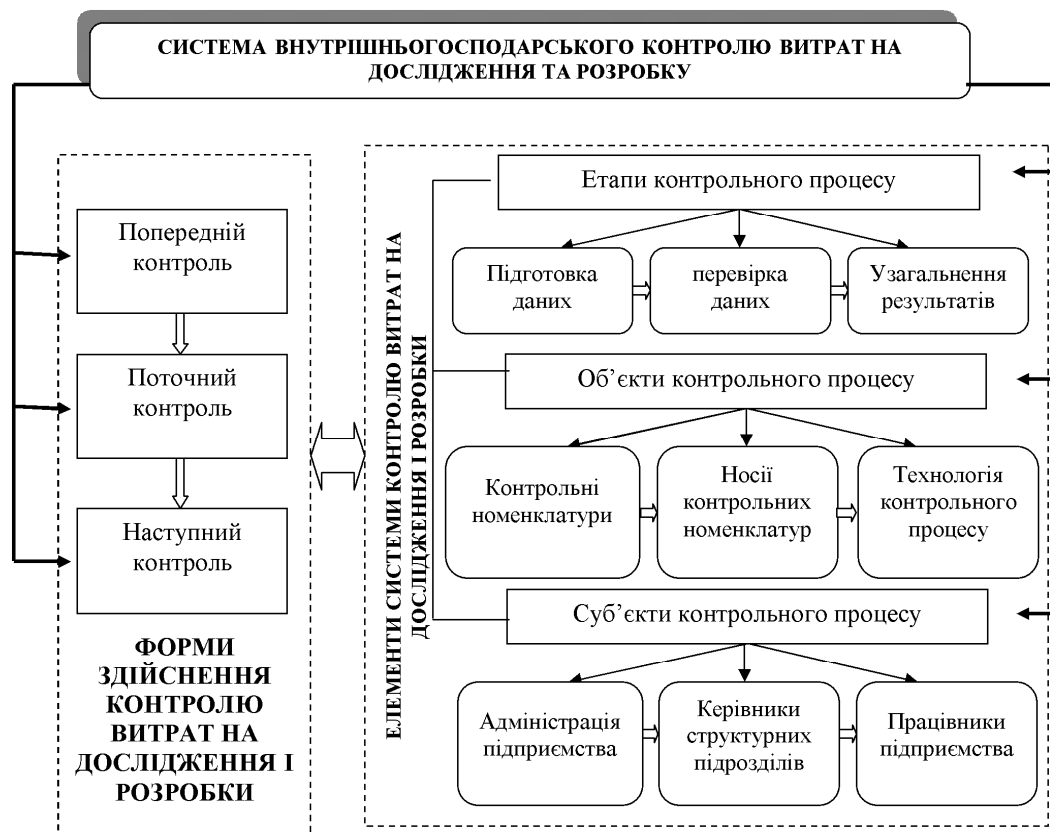 СИСТЕМА ВНУТРІШНЬОГОСПОДАРСЬКОГО КОНТРОЛЮ ВИТРАТ НА
ДОСЛІДЖЕННЯ ТА РОЗРОБКУ
Попередній
контроль
Поточний
контроль
Наступний
контроль
ФОРМИ
ЗДІЙСНЕННЯ
КОНТРОЛЮ
ВИТРАТ НА
ДОСЛІДЖЕННЯ І
РОЗРОБКИ
ЕЛЕМЕНТИ СИСТЕМИ КОНТРОЛЮ ВИТРАТ НА
ДОСЛІДЖЕННЯ І РОЗРОБКИ
Етапи контрольного процесу
Підготовка
даних
перевірка
даних
Узагальнення
результатів
Об’єкти контрольного процесу
Контрольні
номенклатури
Носії
контрольних
номенклатур
Технологія
контрольного
процесу
Суб’єкти контрольного процесу
Адміністрація
підприємства
Керівники
структурних
підрозділів
Працівники
підприємства